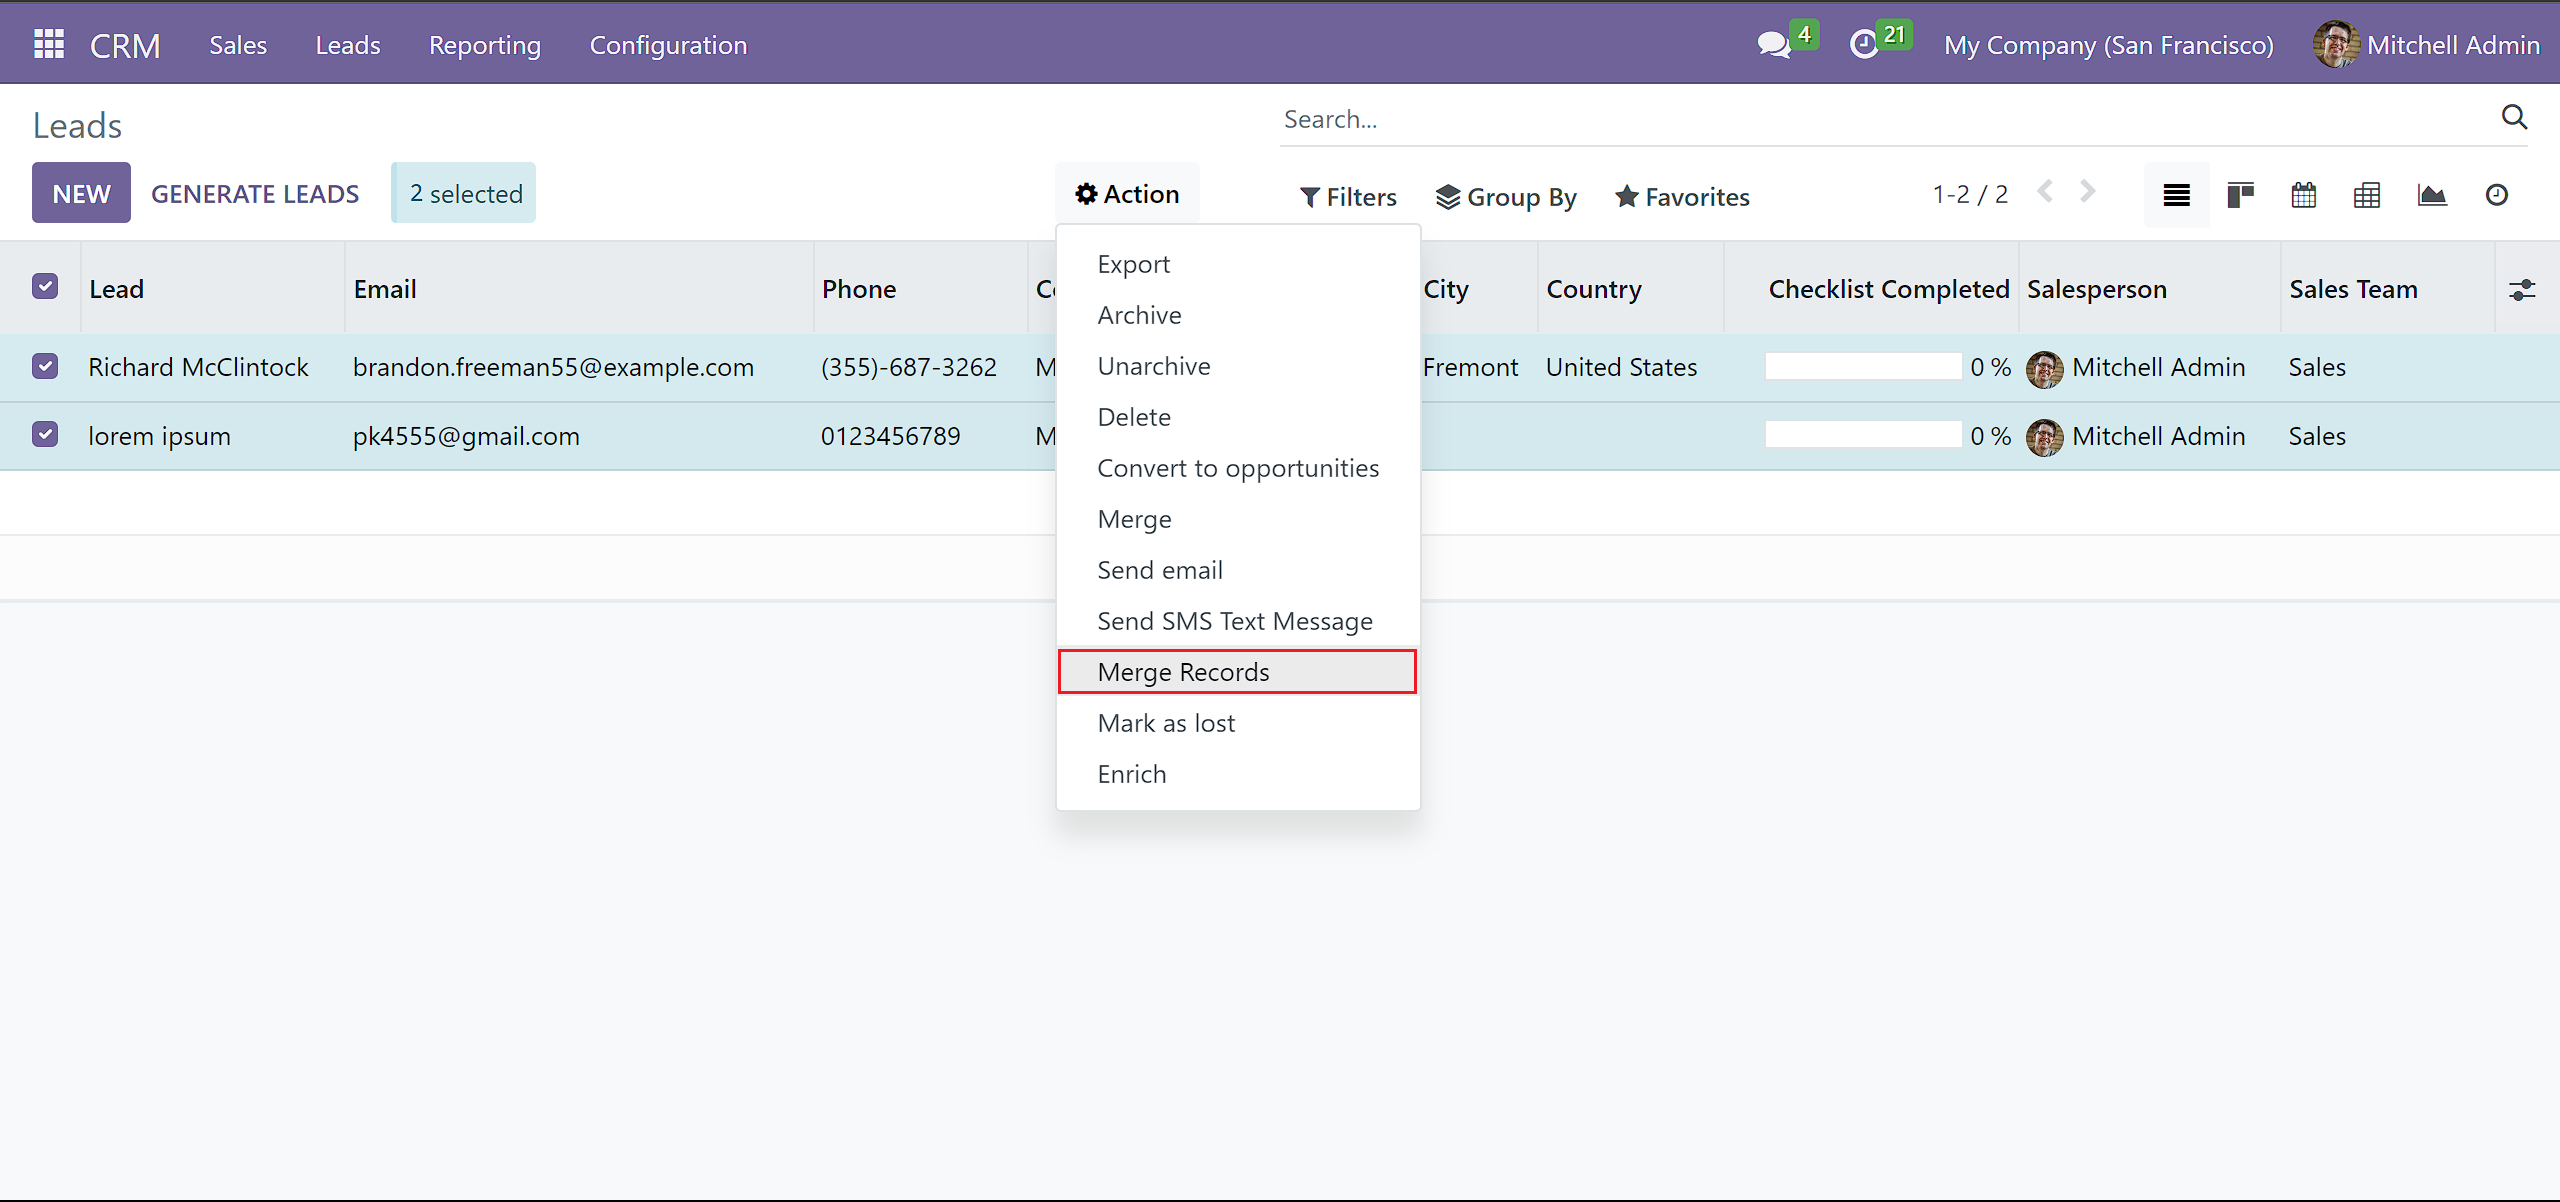 CRM Sales Leads Reporting Configuration 4 21 My Company (San Francisco) Mitchell Admin
Leads
Search...
NEW GENERATE LEADS 2 selected Action Filters Group By Favorites 1-2 / 2
Lead Email Phone City Country Checklist Completed Salesperson Sales Team
Richard McClintock brandon.freeman55@example.com (355)-687-3262 Fremont United States 0 % Mitchell Admin Sales
lorem ipsum pk4555@gmail.com 0123456789 0 % Mitchell Admin Sales
Export
Archive
Unarchive
Delete
Convert to opportunities
Merge
Send email
Send SMS Text Message
Merge Records
Mark as lost
Enrich